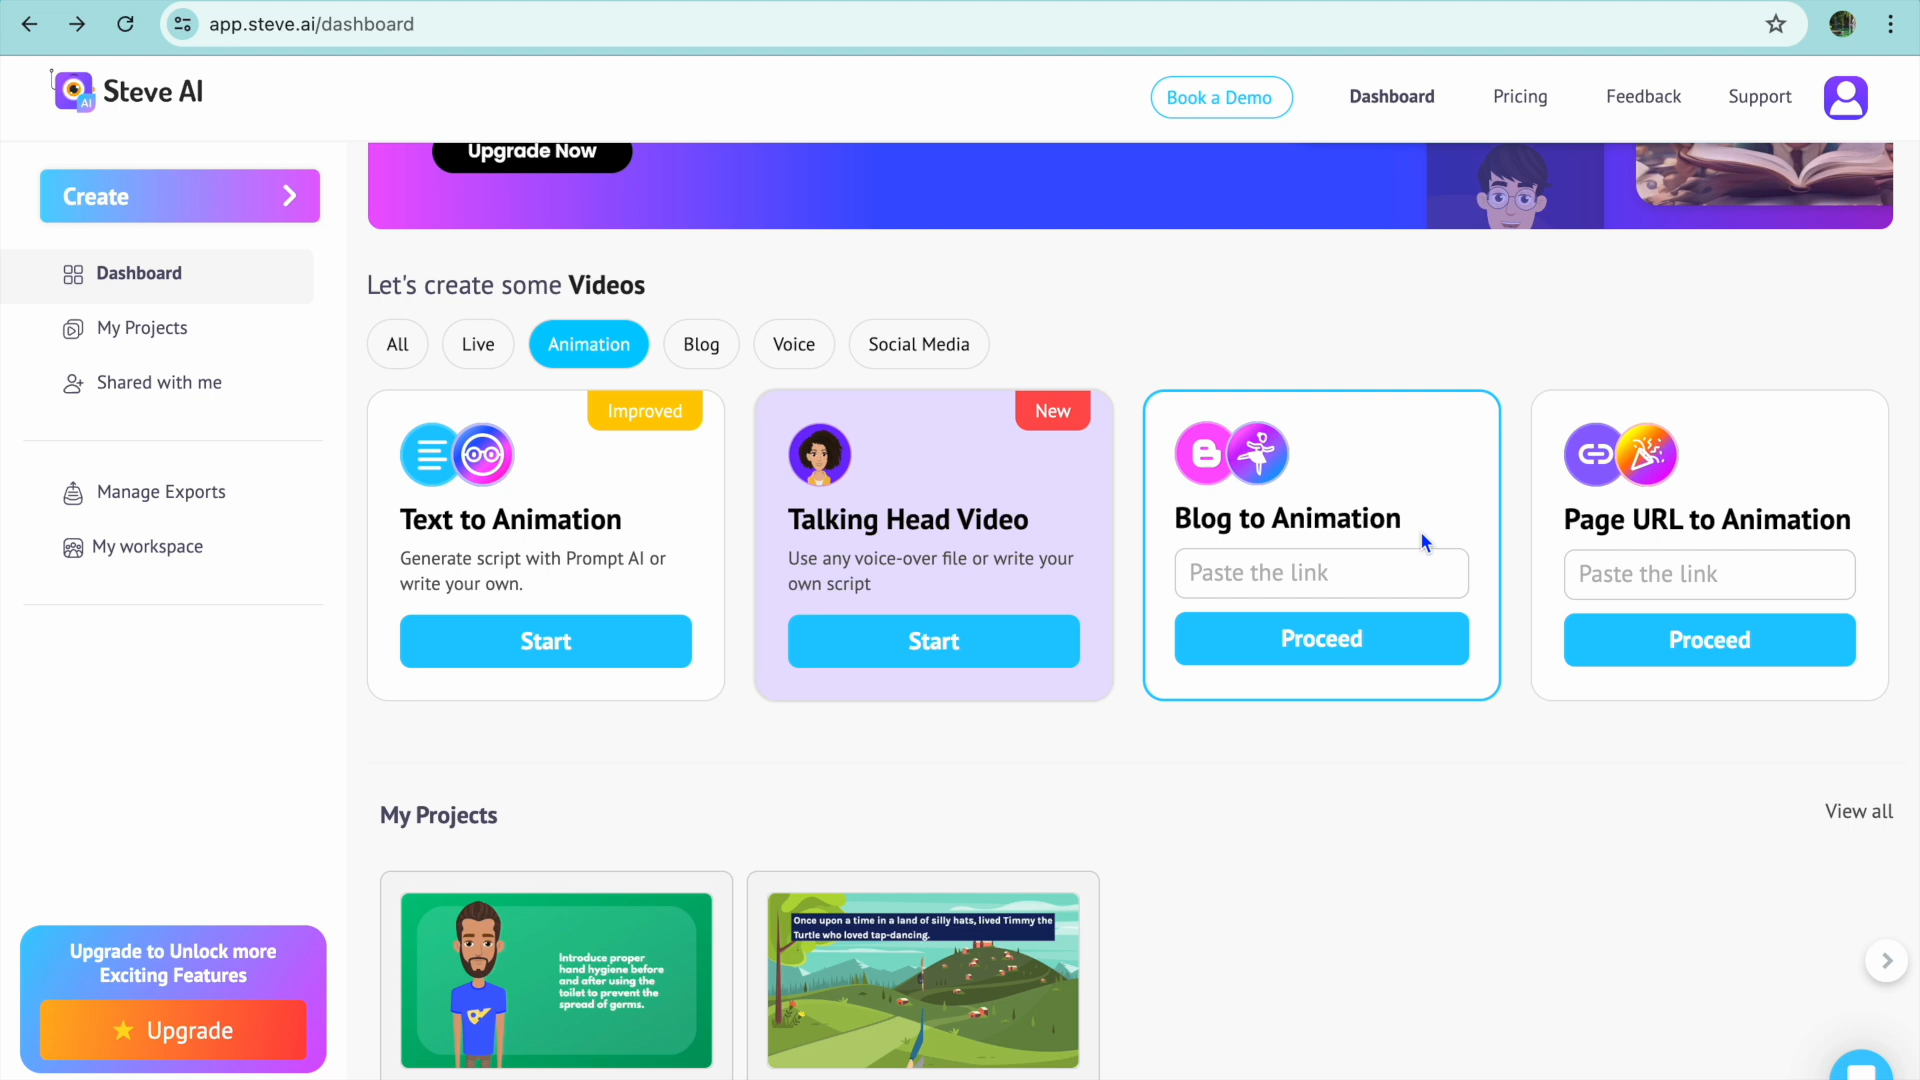 app.steve.ai/dashboard
AI
Steve AI
Book a Demo
Dashboard
Pricing
Feedback
Support
Create
Dashboard
My Projects
Shared with me
Manage Exports
My workspace
Upgrade to Unlock more
Exciting Features
Upgrade
Upgrade Now
Let's create some Videos
All
Live
Animation
Blog
Voice
Social Media
Improved
Text to Animation
Generate script with Prompt AI or
write your own.
Start
New
Talking Head Video
Use any voice-over file or write your
own script
Start
Blog to Animation
Paste the link
Proceed
Page URL to Animation
Paste the link
Proceed
My Projects
View all
Introduce proper
hand hygiene before
and after using the
toilet to prevent the
spread of germs.
Once upon a time in a land of silly hats, lived Timmy the
Turtle who loved tap-dancing.